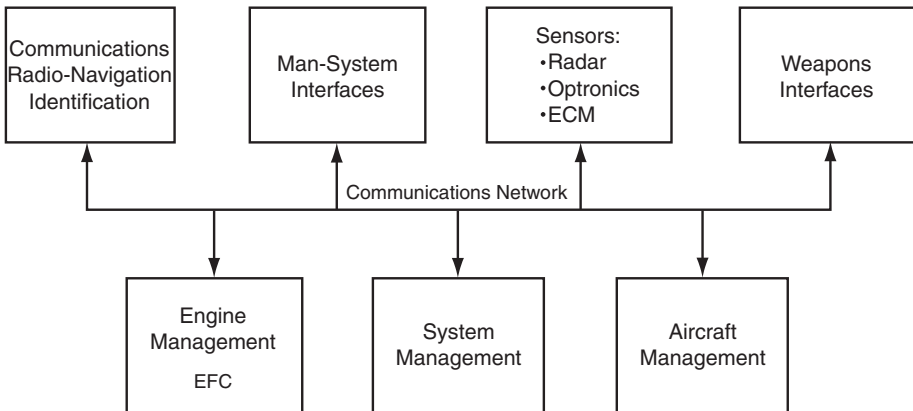 Communications
Radio-Navigation
Identification
Man-System
Interfaces
Sensors:
•Radar
•Optronics
•ECM
Weapons
Interfaces
Communications Network
Engine
Management
EFC
System
Management
Aircraft
Management